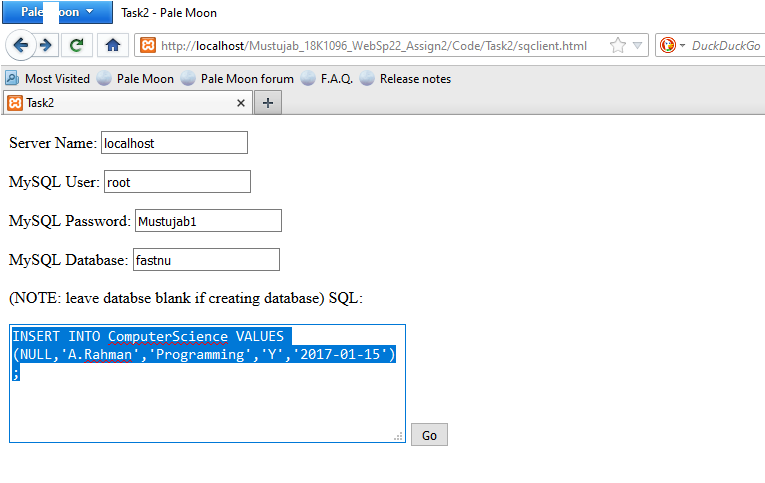 Pale Moon Task2 - Pale Moon
http://localhost/Mustujab_18K1096_WebSp22_Assign2/Code/Task2/sqclient.html DuckDuckGo
Most Visited Pale Moon Pale Moon forum F.A.Q. Release notes
Task2
Server Name: localhost
MySQL User: root
MySQL Password: Mustujab1
MySQL Database: fastnu
(NOTE: leave databse blank if creating database) SQL:
INSERT INTO ComputerScience VALUES
(NULL,'A.Rahman','Programming','Y','2017-01-15')
;
Go